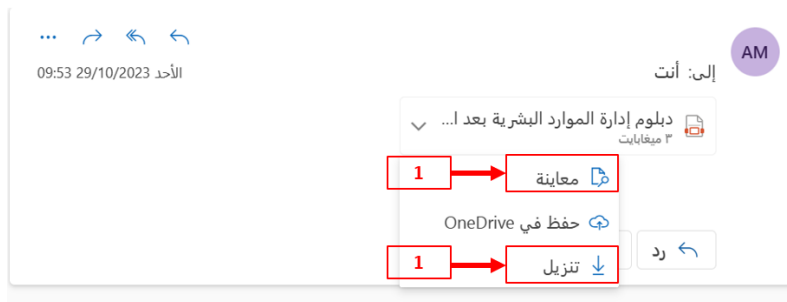 AM
إلى: أنت
الأحد 29/10/2023 09:53
دبلوم إدارة الموارد البشرية بعد ا...
٣ ميغابايت
1
معاينة
حفظ في OneDrive
1
تنزيل
رد